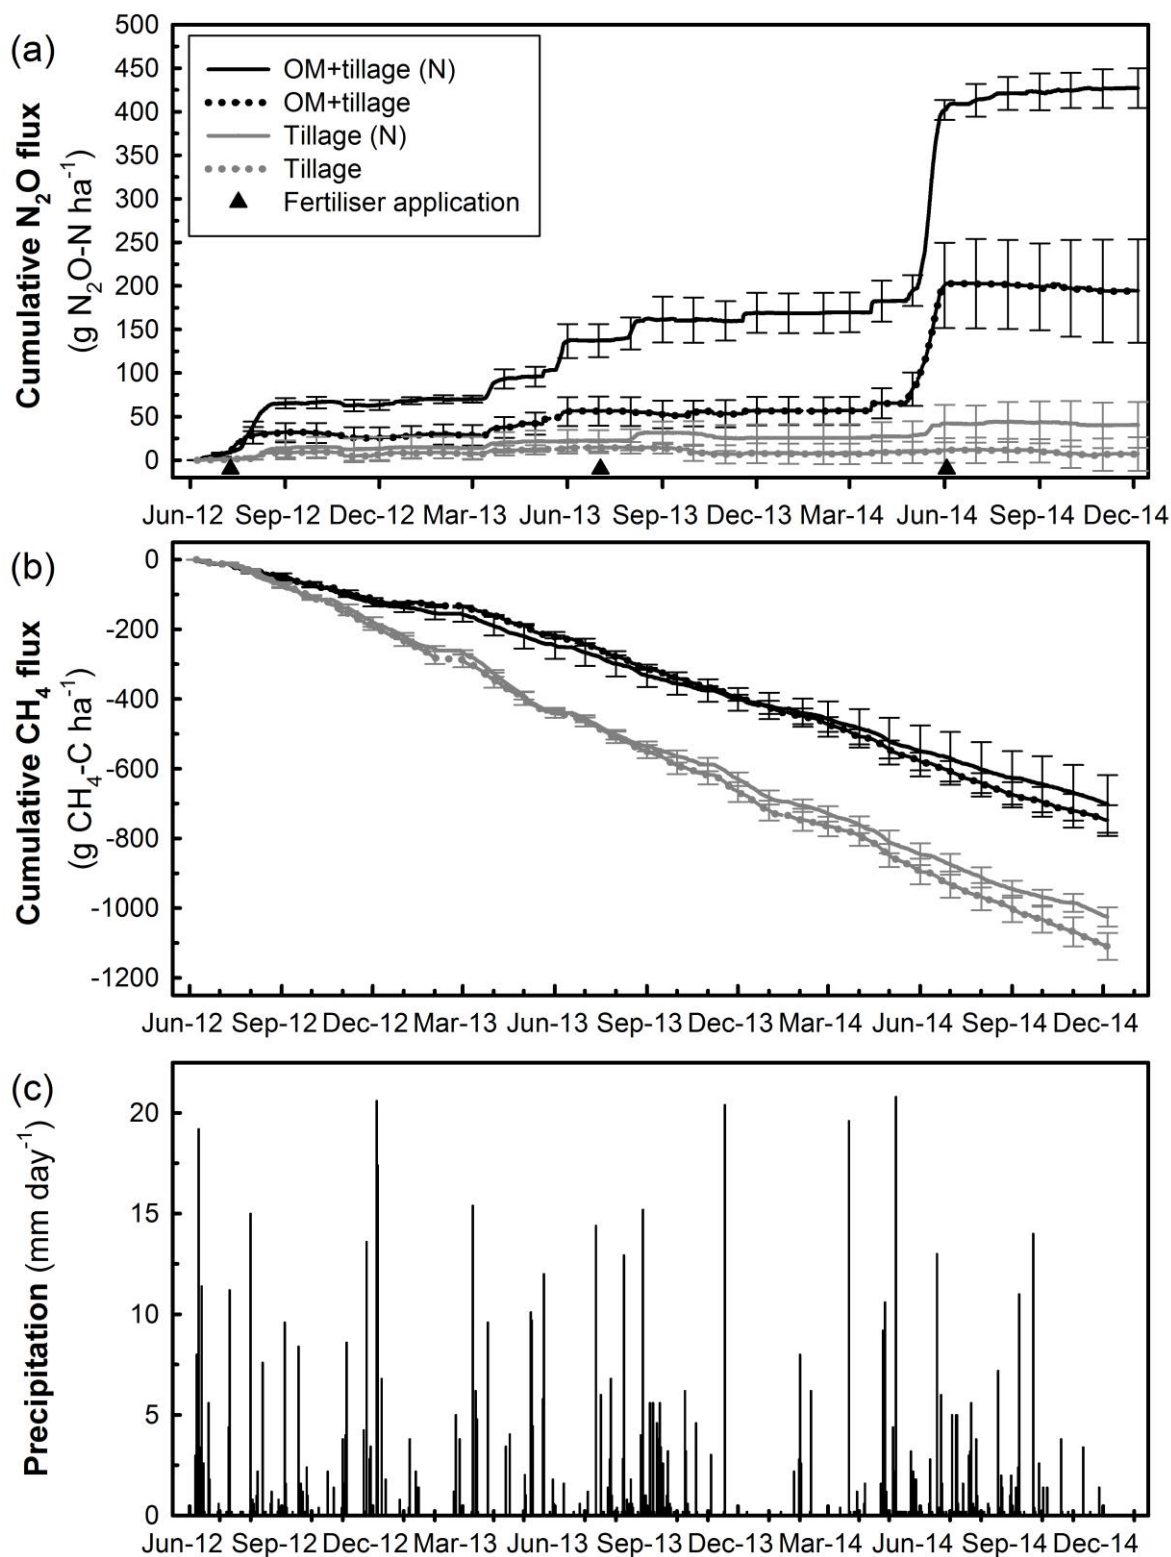 (a)
Cumulative N₂O flux
(g N₂O-N ha⁻¹)
500
450
400
350
300
250
200
150
100
50
0
OM+tillage (N)
OM+tillage
Tillage (N)
Tillage
Fertiliser application
Jun-12 Sep-12 Dec-12 Mar-13 Jun-13 Sep-13 Dec-13 Mar-14 Jun-14 Sep-14 Dec-14
(b)
Cumulative CH₄ flux
(g CH₄-C ha⁻¹)
0
-200
-400
-600
-800
-1000
-1200
Jun-12 Sep-12 Dec-12 Mar-13 Jun-13 Sep-13 Dec-13 Mar-14 Jun-14 Sep-14 Dec-14
(c)
Precipitation (mm day⁻¹)
20
15
10
5
0
Jun-12 Sep-12 Dec-12 Mar-13 Jun-13 Sep-13 Dec-13 Mar-14 Jun-14 Sep-14 Dec-14